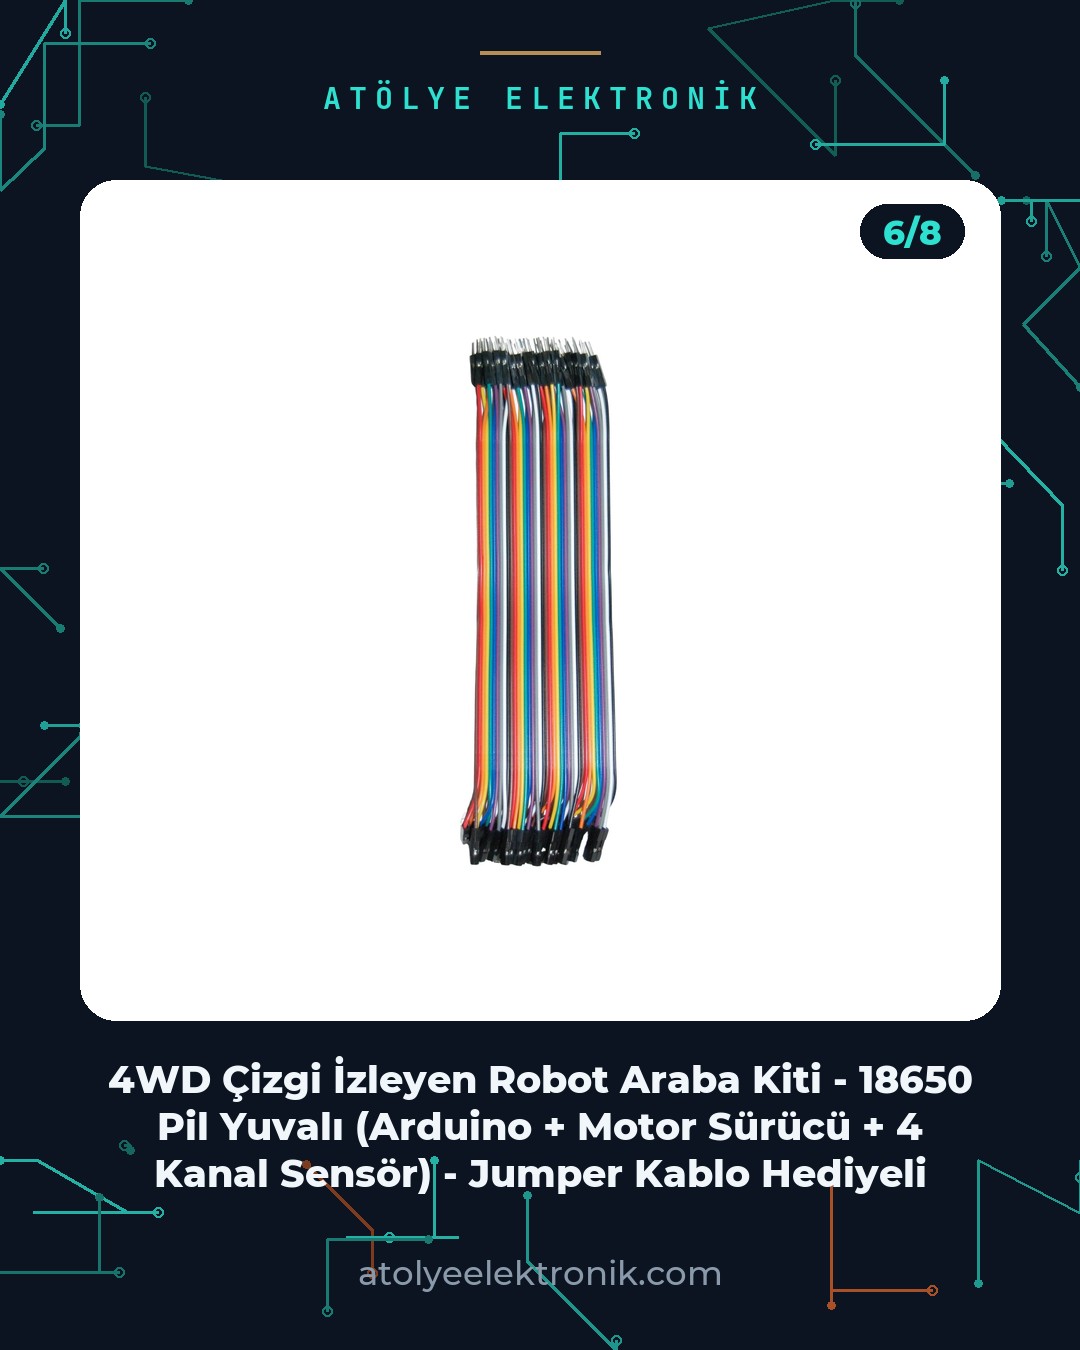 ATÖLYE ELEKTRONİK
6/8
4WD Çizgi İzleyen Robot Araba Kiti - 18650
Pil Yuvalı (Arduino + Motor Sürücü + 4
Kanal Sensör) - Jumper Kablo Hediyeli
atolyeelektronik.com